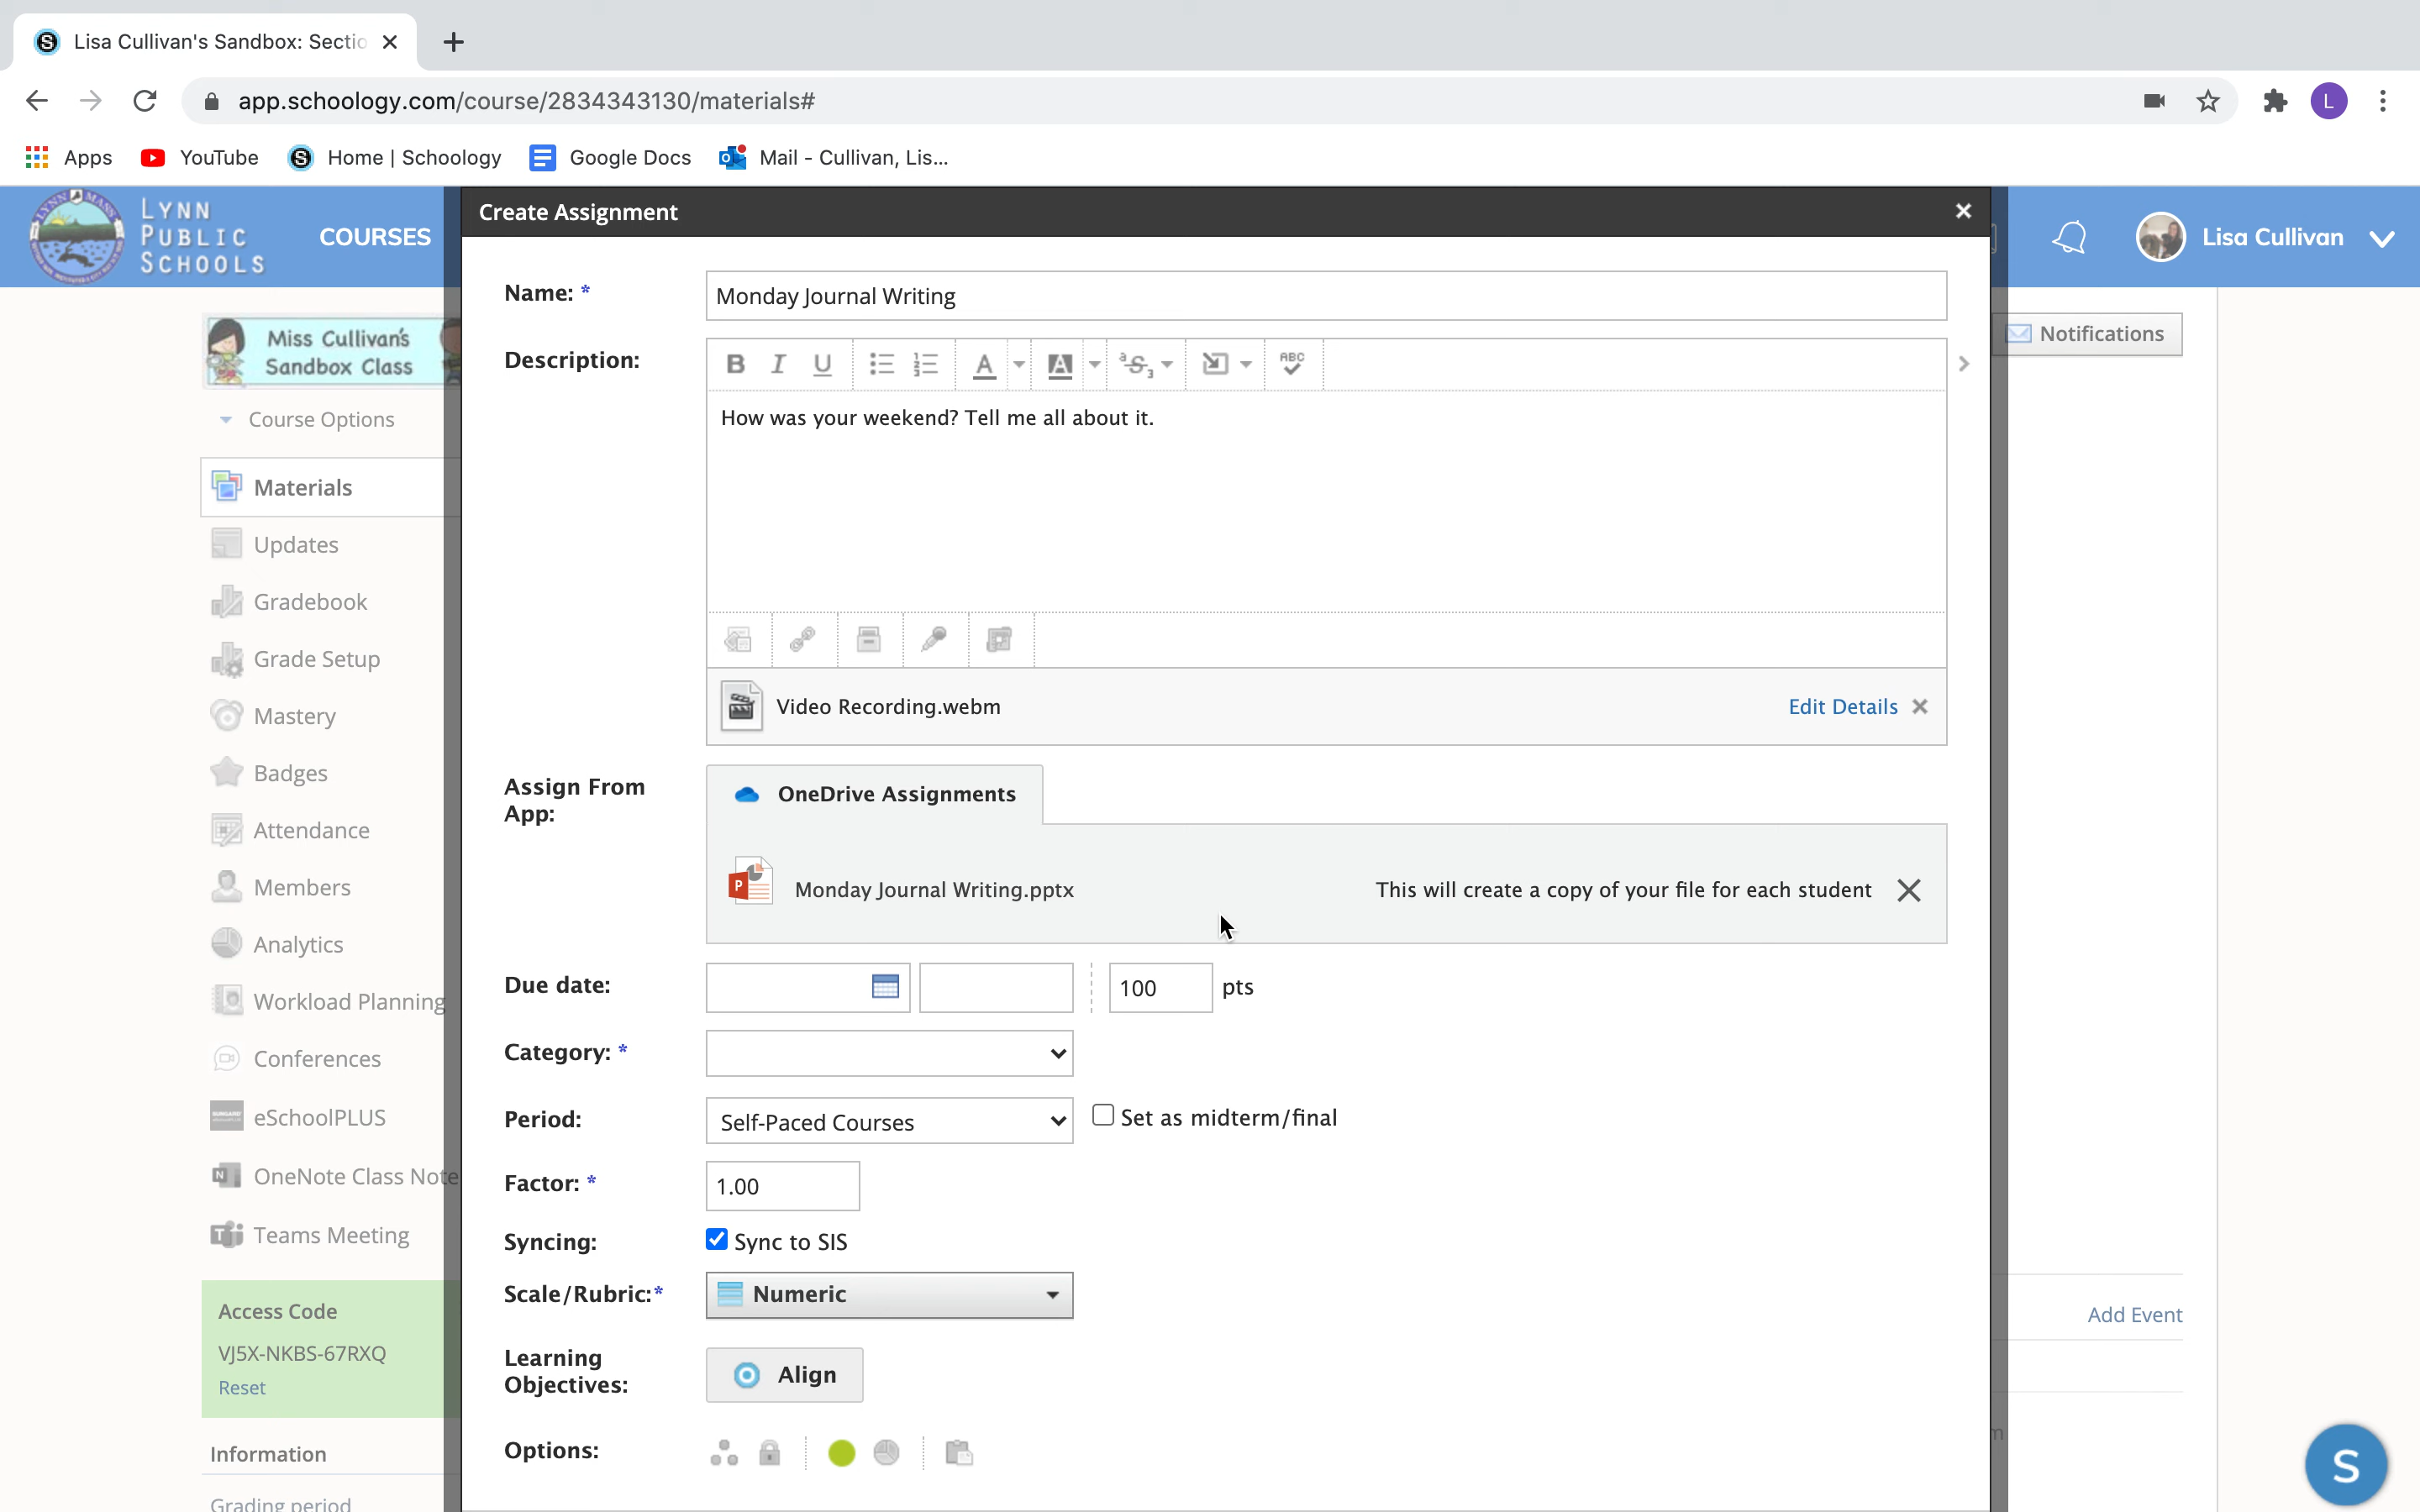 Lisa Cullivan's Sandbox: Sectio
app.schoology.com/course/2834343130/materials#
L
Apps
YouTube
Home | Schoology
Google Docs
Mail - Cullivan, Lis...
LYNN
PUBLIC
SCHOOLS
COURSES
Create Assignment
Lisa Cullivan
Miss Cullivan's
Sandbox Class
Course Options
Materials
Updates
Gradebook
Grade Setup
Mastery
Badges
Attendance
Members
Analytics
Workload Planning
Conferences
eSchoolPLUS
OneNote Class Note
Teams Meeting
Access Code
VJ5X-NKBS-67RXQ
Reset
Information
Grading period
Name: *
Monday Journal Writing
Description:
B I U
ABC
How was your weekend? Tell me all about it.
Video Recording.webm
Edit Details
Assign From
App:
OneDrive Assignments
Monday Journal Writing.pptx
This will create a copy of your file for each student
Due date:
100
pts
Category: *
Period:
Self-Paced Courses
Set as midterm/final
Factor: *
1.00
Syncing:
Sync to SIS
Scale/Rubric:*
Numeric
Learning
Objectives:
Align
Options:
Notifications
Add Event
S